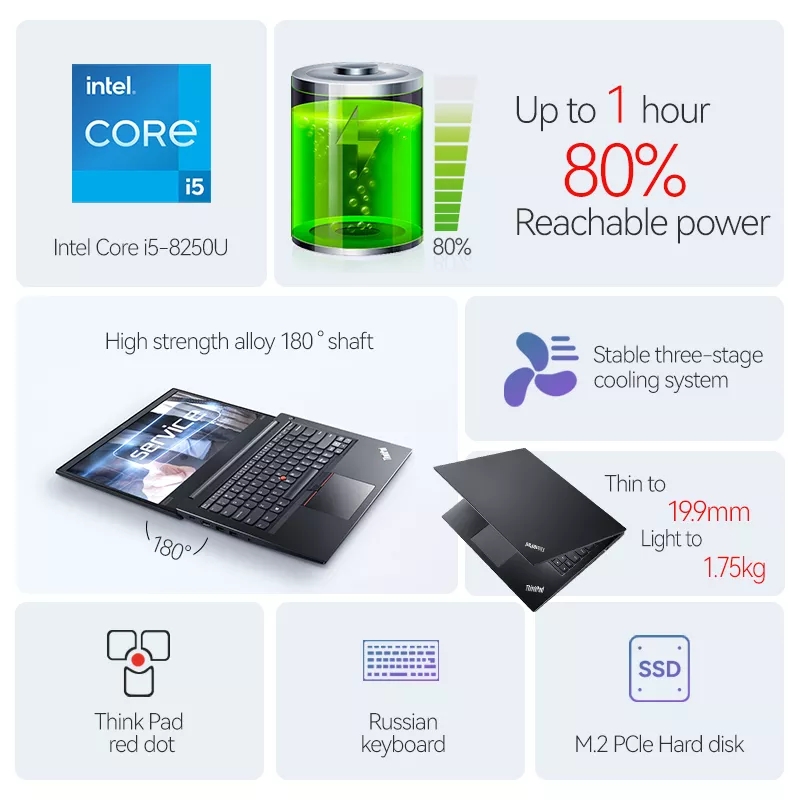 intel.
CORE™
i5
Intel Core i5-8250U
80%
Up to 1 hour
80%
Reachable power
High strength alloy 180° shaft
service
ThinkPad
180°
Stable three-stage
cooling system
Thin to
19.9mm
Light to
1.75kg
ThinkPad
Think Pad
red dot
Russian
keyboard
SSD
M.2 PCIe Hard disk